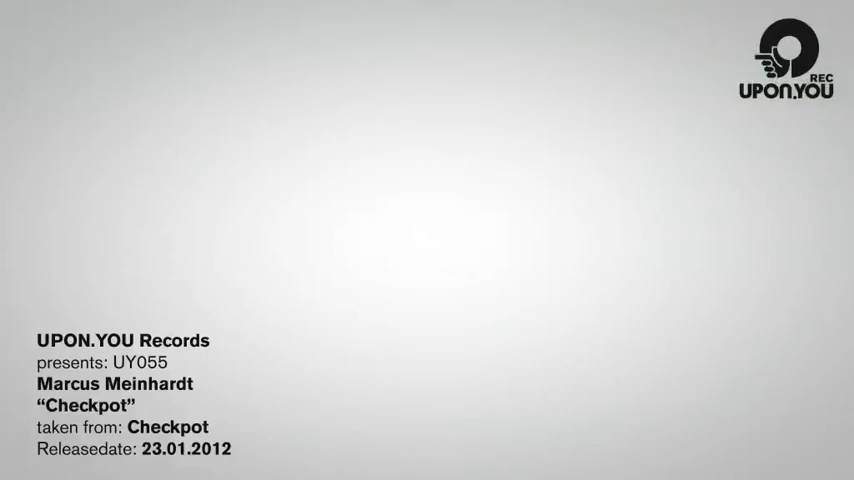 REC
UPON.YOU
UPON.YOU Records
presents: UY055
Marcus Meinhardt
“Checkpot”
taken from: Checkpot
Releasedate: 23.01.2012